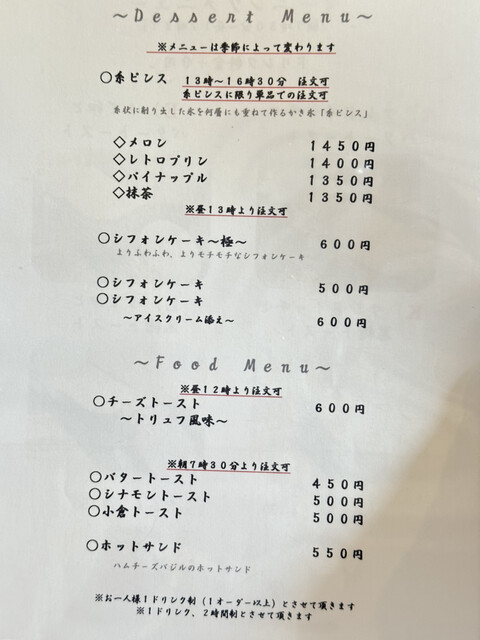 ～Dessert Menu～
※メニューは季節によって変わります
○糸ピンス 13時～16時30分 注文可
糸ピンスに限り単品での注文可
糸状に削り出した氷を何層にも重ねて作るかき氷「糸ピンス」
◇メロン 1450円
◇レトロプリン 1400円
◇パイナップル 1350円
◇抹茶 1350円
※昼13時より注文可
○シフォンケーキ～極～ 600円
よりふわふわ、よりモチモチなシフォンケーキ
○シフォンケーキ 500円
○シフォンケーキ
～アイスクリーム添え～ 600円
～Food Menu～
※昼12時より注文可
○チーズトースト 600円
～トリュフ風味～
※朝7時30分より注文可
○バタートースト 450円
○シナモントースト 500円
○小倉トースト 500円
○ホットサンド 550円
ハムチーズバジルのホットサンド
※お一人様1ドリンク制(1オーダー以上)とさせて頂きます
※1ドリンク、2時間制とさせて頂きます